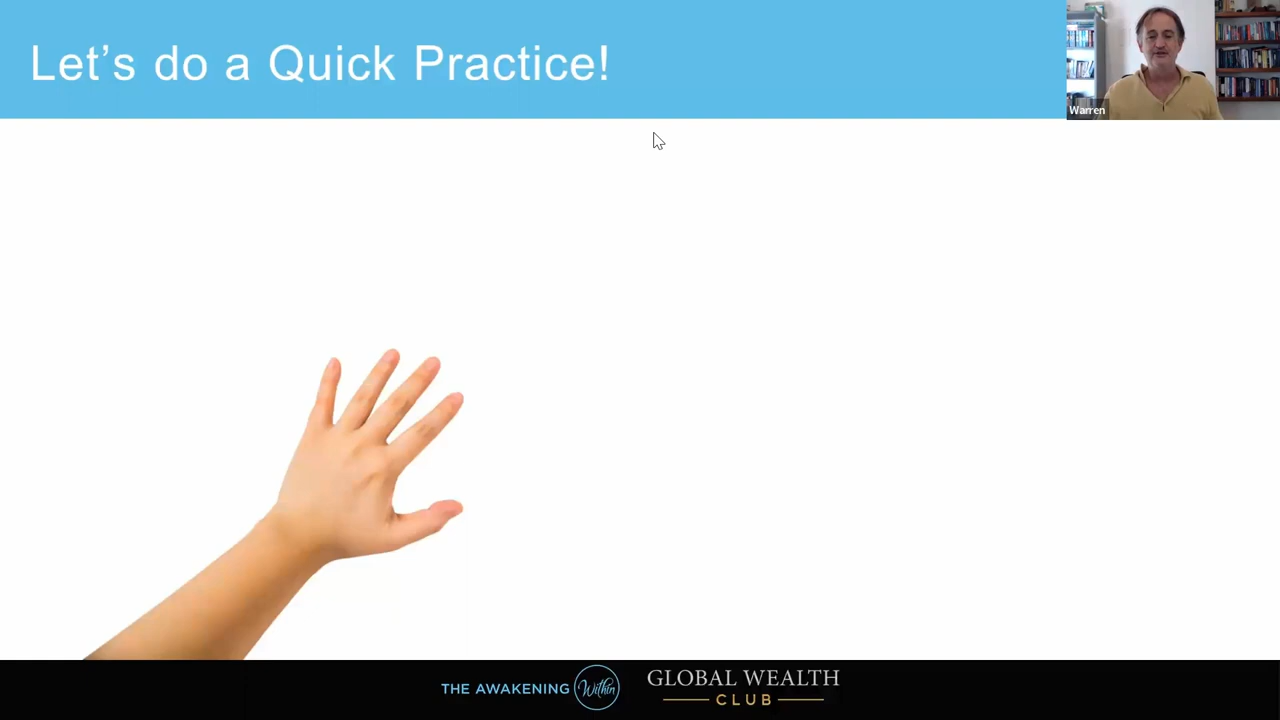 Let's do a Quick Practice!
Warren
THE AWAKENING Within
GLOBAL WEALTH
CLUB